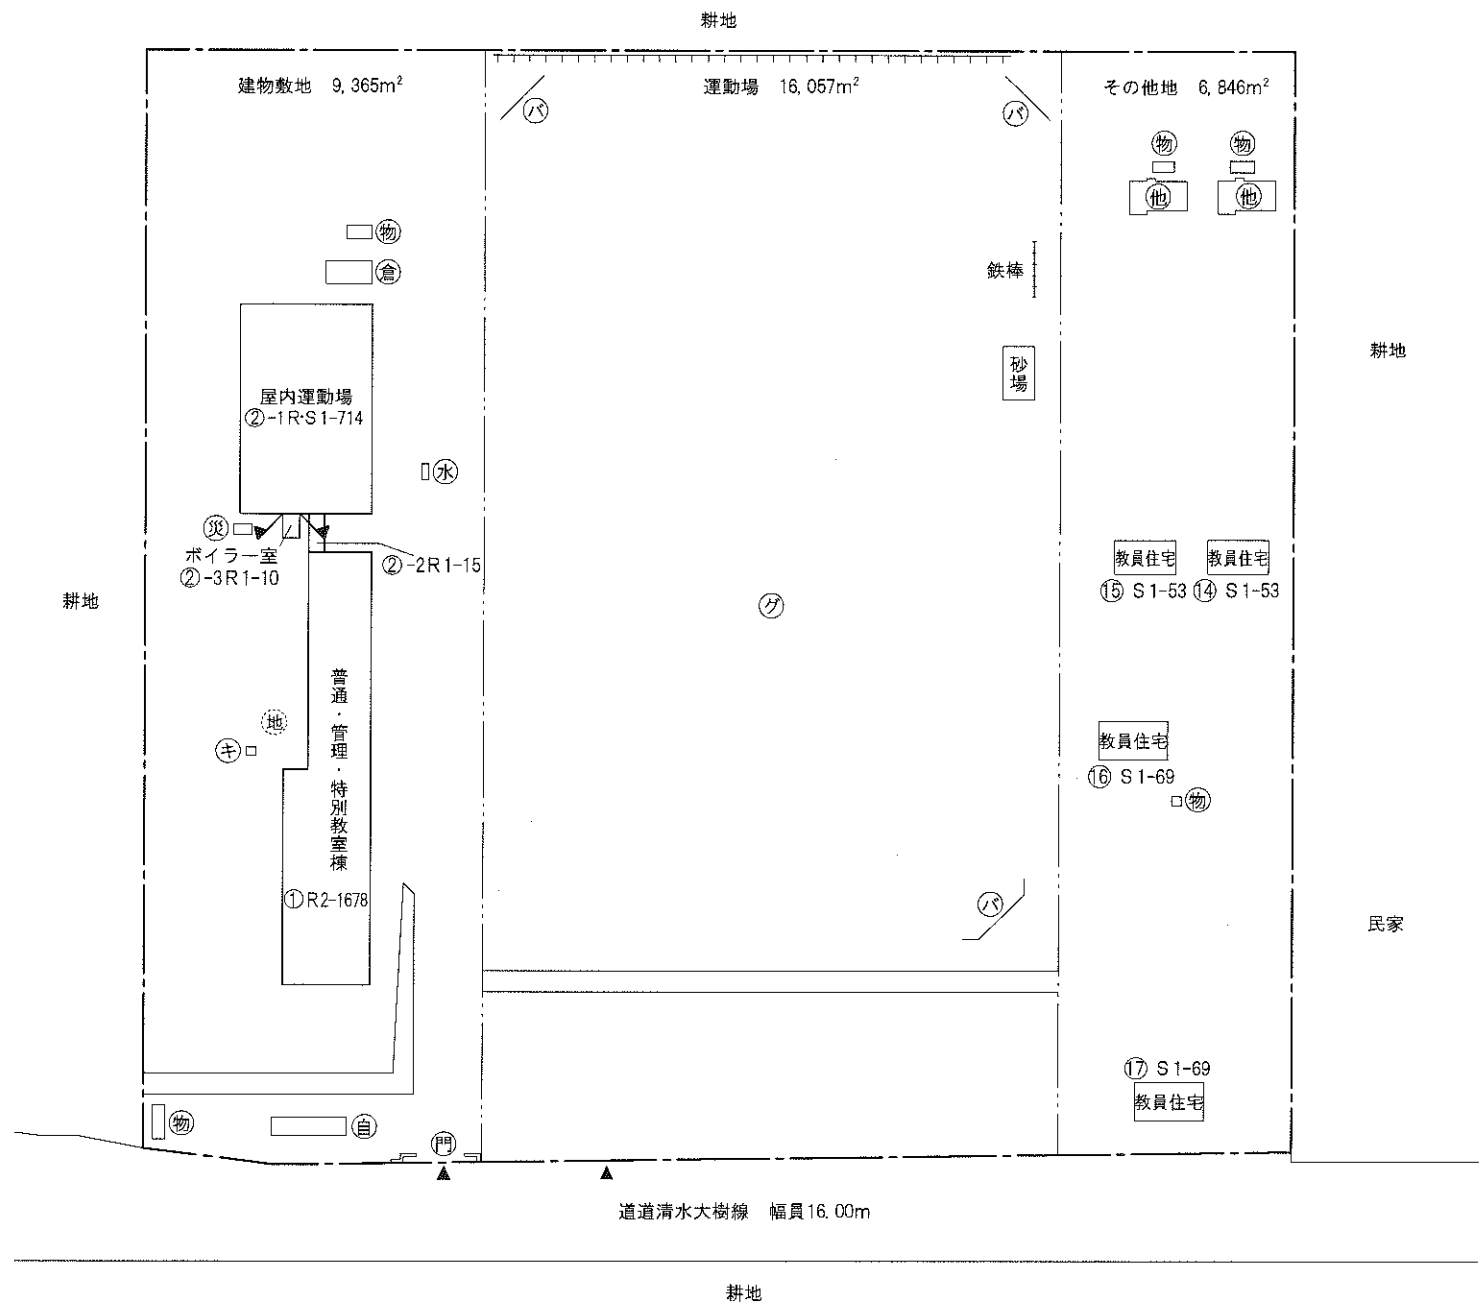 耕地
建物敷地 9,365m²
運動場 16,057m²
その他地 6,846m²
バ
バ
物
物
他
他
物
倉
鉄棒
砂場
耕地
屋内運動場
②-1R·S1-714
水
災
ボイラー室
②-3R1-10
②-2R1-15
教員住宅
⑮ S1-53
教員住宅
⑭ S1-53
耕地
グ
普通・管理・特別教室棟
地
キ
教員住宅
⑯ S1-69
物
①R2-1678
バ
民家
⑰ S1-69
教員住宅
物
自
門
道道清水大樹線 幅員16.00m
耕地